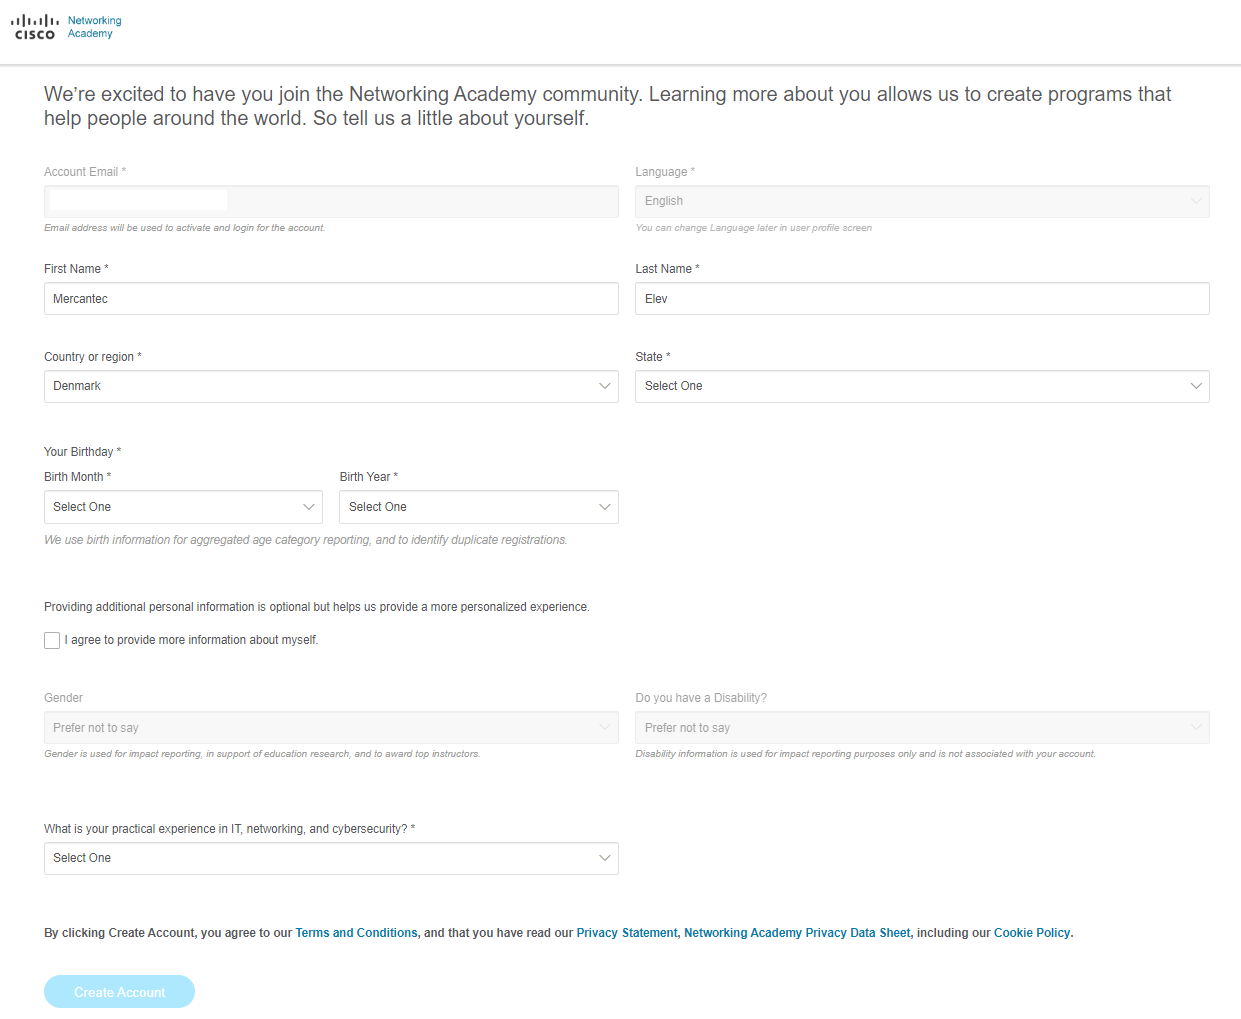 CISCO
Networking
Academy
We’re excited to have you join the Networking Academy community. Learning more about you allows us to create programs that
help people around the world. So tell us a little about yourself.
Account Email *
Language *
English
Email address will be used to activate and login for the account.
You can change Language later in user profile screen
First Name *
Last Name *
Mercantec
Elev
Country or region *
State *
Denmark
Select One
Your Birthday *
Birth Month *
Birth Year *
Select One
Select One
We use birth information for aggregated age category reporting, and to identify duplicate registrations.
Providing additional personal information is optional but helps us provide a more personalized experience.
I agree to provide more information about myself.
Gender
Do you have a Disability?
Prefer not to say
Prefer not to say
Gender is used for impact reporting, in support of education research, and to award top instructors.
Disability information is used for impact reporting purposes only and is not associated with your account.
What is your practical experience in IT, networking, and cybersecurity? *
Select One
By clicking Create Account, you agree to our Terms and Conditions, and that you have read our Privacy Statement, Networking Academy Privacy Data Sheet, including our Cookie Policy.
Create Account